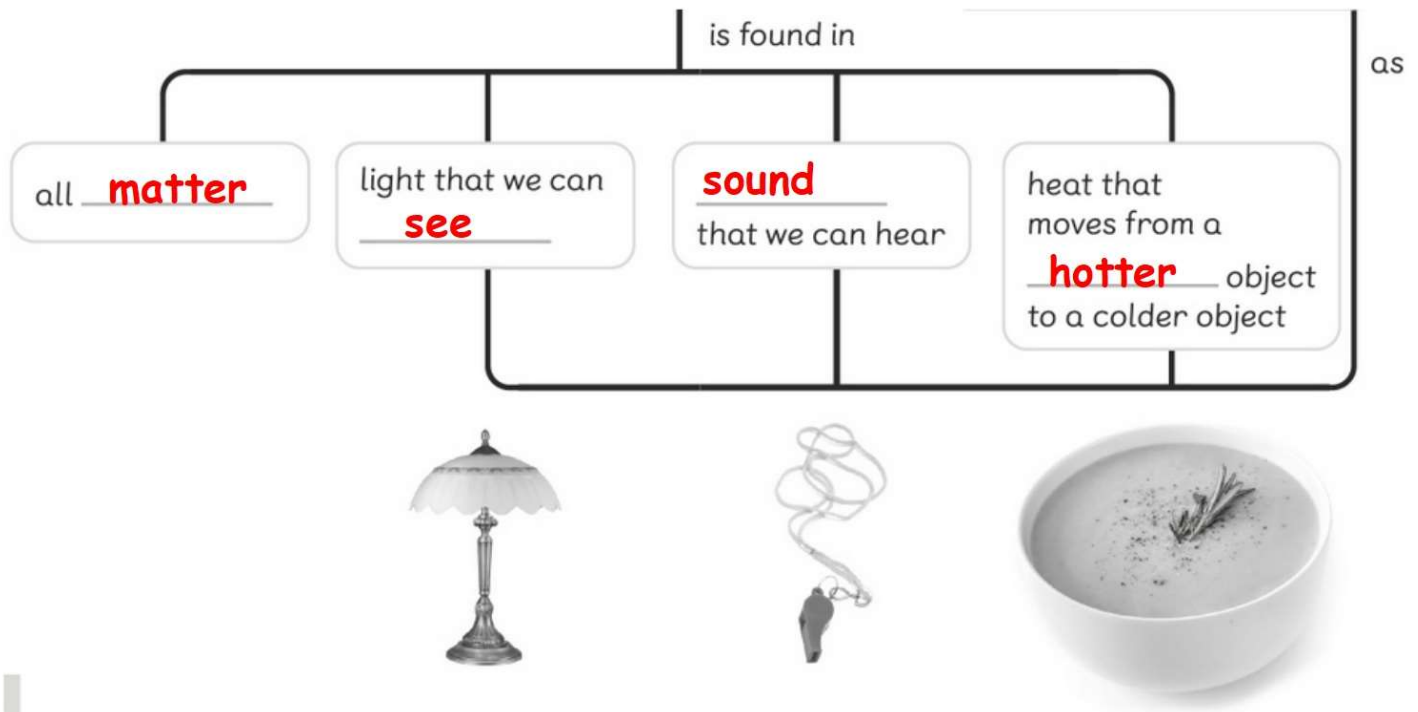 is found in
as
all matter
light that we can
see
sound
that we can hear
heat that
moves from a
hotter object
to a colder object